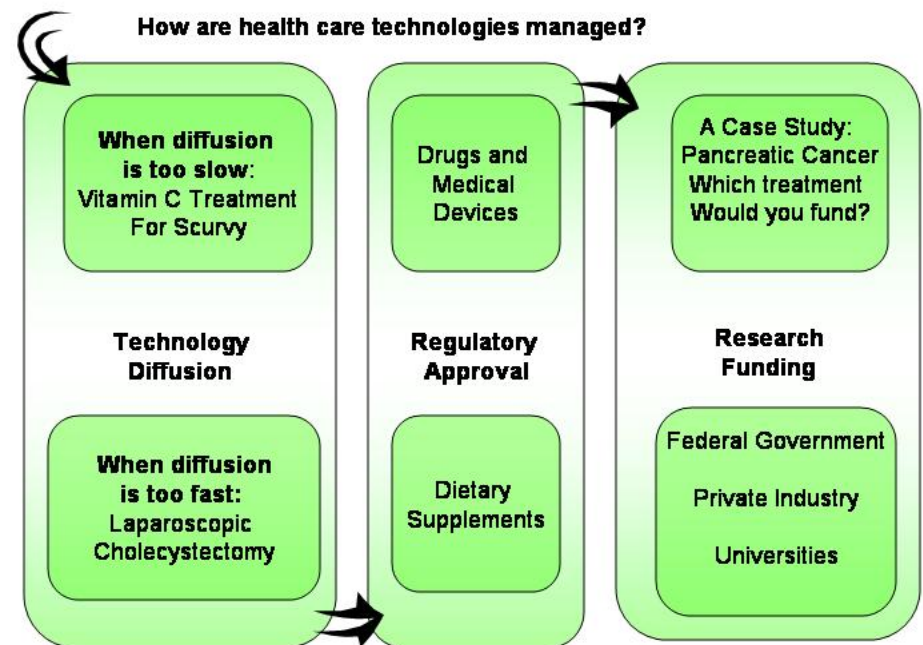 How are health care technologies managed?
When diffusion
is too slow:
Vitamin C Treatment
For Scurvy
Technology
Diffusion
When diffusion
is too fast:
Laparoscopic
Cholecystectomy
Drugs and
Medical
Devices
Regulatory
Approval
Dietary
Supplements
A Case Study:
Pancreatic Cancer
Which treatment
Would you fund?
Research
Funding
Federal Government
Private Industry
Universities